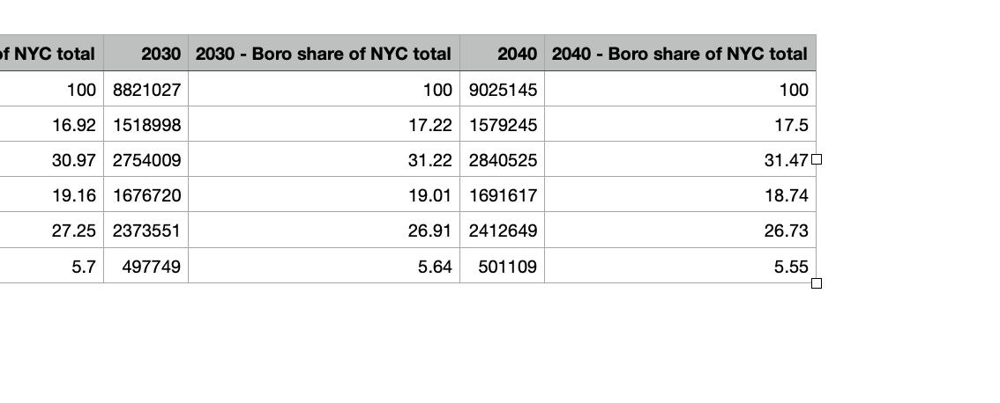 of NYC total 2030 2030 - Boro share of NYC total 2040 2040 - Boro share of NYC total
100 8821027 100 9025145 100
16.92 1518998 17.22 1579245 17.5
30.97 2754009 31.22 2840525 31.47
19.16 1676720 19.01 1691617 18.74
27.25 2373551 26.91 2412649 26.73
5.7 497749 5.64 501109 5.55